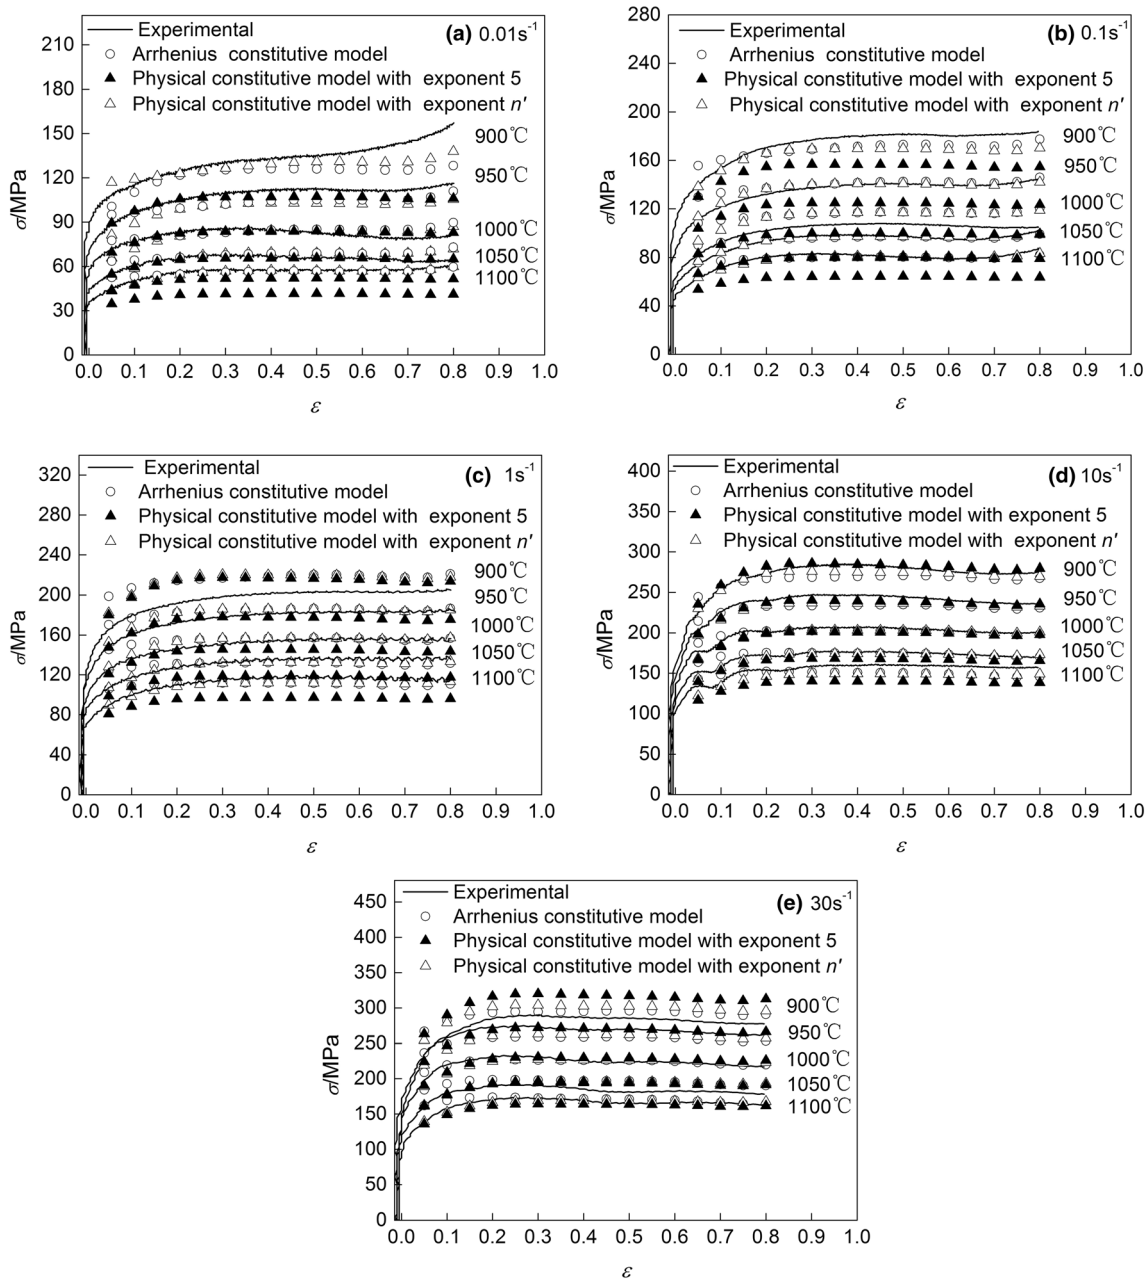 Experimental
Arrhenius constitutive model
Physical constitutive model with exponent 5
Physical constitutive model with exponent n'
(a) 0.01s⁻¹
210
180
150
120
90
60
30
0
σ/MPa
900℃
950℃
1000℃
1050℃
1100℃
0.0 0.1 0.2 0.3 0.4 0.5 0.6 0.7 0.8 1.0
ε
Experimental
Arrhenius constitutive model
Physical constitutive model with exponent 5
Physical constitutive model with exponent n'
(b) 0.1s⁻¹
280
240
200
160
120
80
40
0
σ/MPa
900℃
950℃
1000℃
1050℃
1100℃
0.0 0.1 0.2 0.3 0.4 0.5 0.6 0.7 0.8 1.0
ε
Experimental
Arrhenius constitutive model
Physical constitutive model with exponent 5
Physical constitutive model with exponent n'
(c) 1s⁻¹
320
280
240
200
160
120
80
40
0
σ/MPa
900℃
950℃
1000℃
1050℃
1100℃
0.0 0.1 0.2 0.3 0.4 0.5 0.6 0.7 0.8 1.0
ε
Experimental
Arrhenius constitutive model
Physical constitutive model with exponent 5
Physical constitutive model with exponent n'
(d) 10s⁻¹
400
350
300
250
200
150
100
50
0
σ/MPa
900℃
950℃
1000℃
1050℃
1100℃
0.0 0.1 0.2 0.3 0.4 0.5 0.6 0.7 0.8 1.0
ε
Experimental
Arrhenius constitutive model
Physical constitutive model with exponent 5
Physical constitutive model with exponent n'
(e) 30s⁻¹
450
400
350
300
250
200
150
100
50
0
σ/MPa
900℃
950℃
1000℃
1050℃
1100℃
0.0 0.1 0.2 0.3 0.4 0.5 0.6 0.7 0.8 1.0
ε